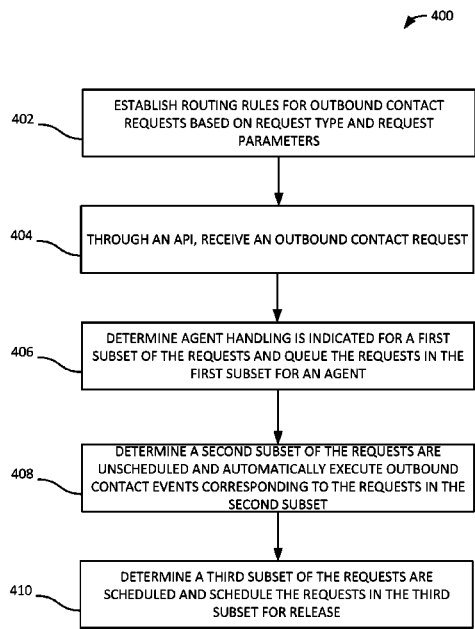 400
402
ESTABLISH ROUTING RULES FOR OUTBOUND CONTACT
REQUESTS BASED ON REQUEST TYPE AND REQUEST
PARAMETERS
404
THROUGH AN API, RECEIVE AN OUTBOUND CONTACT REQUEST
406
DETERMINE AGENT HANDLING IS INDICATED FOR A FIRST
SUBSET OF THE REQUESTS AND QUEUE THE REQUESTS IN THE
FIRST SUBSET FOR AN AGENT
408
DETERMINE A SECOND SUBSET OF THE REQUESTS ARE
UNSCHEDULED AND AUTOMATICALLY EXECUTE OUTBOUND
CONTACT EVENTS CORRESPONDING TO THE REQUESTS IN THE
SECOND SUBSET
410
DETERMINE A THIRD SUBSET OF THE REQUESTS ARE
SCHEDULED AND SCHEDULE THE REQUESTS IN THE THIRD
SUBSET FOR RELEASE